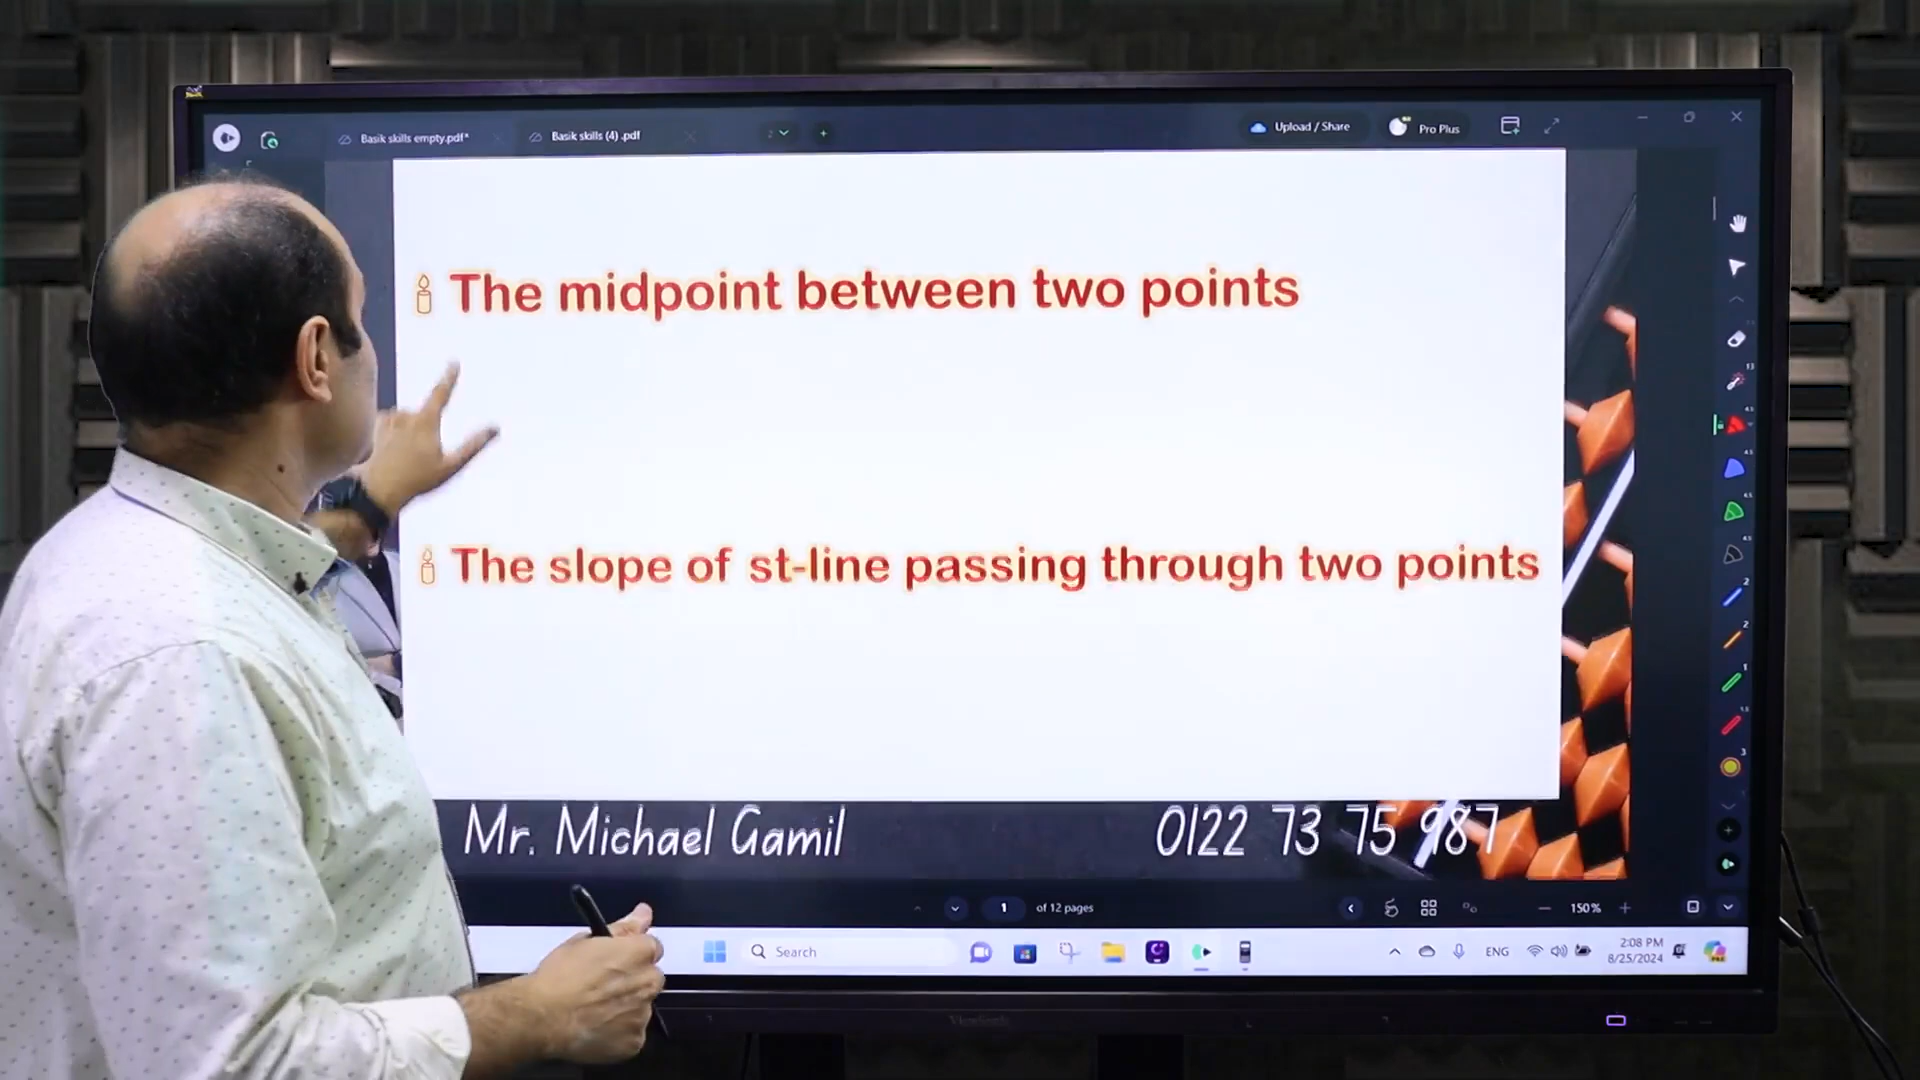 Basik skills empty.pdf*
Basik skills (4) .pdf
2
Upload / Share
Pro Plus
The midpoint between two points
The slope of st-line passing through two points
Mr. Michael Gamil
0122 73 75 987
1
of 12 pages
150%
Search
ENG
2:08 PM
8/25/2024
ViewSonic